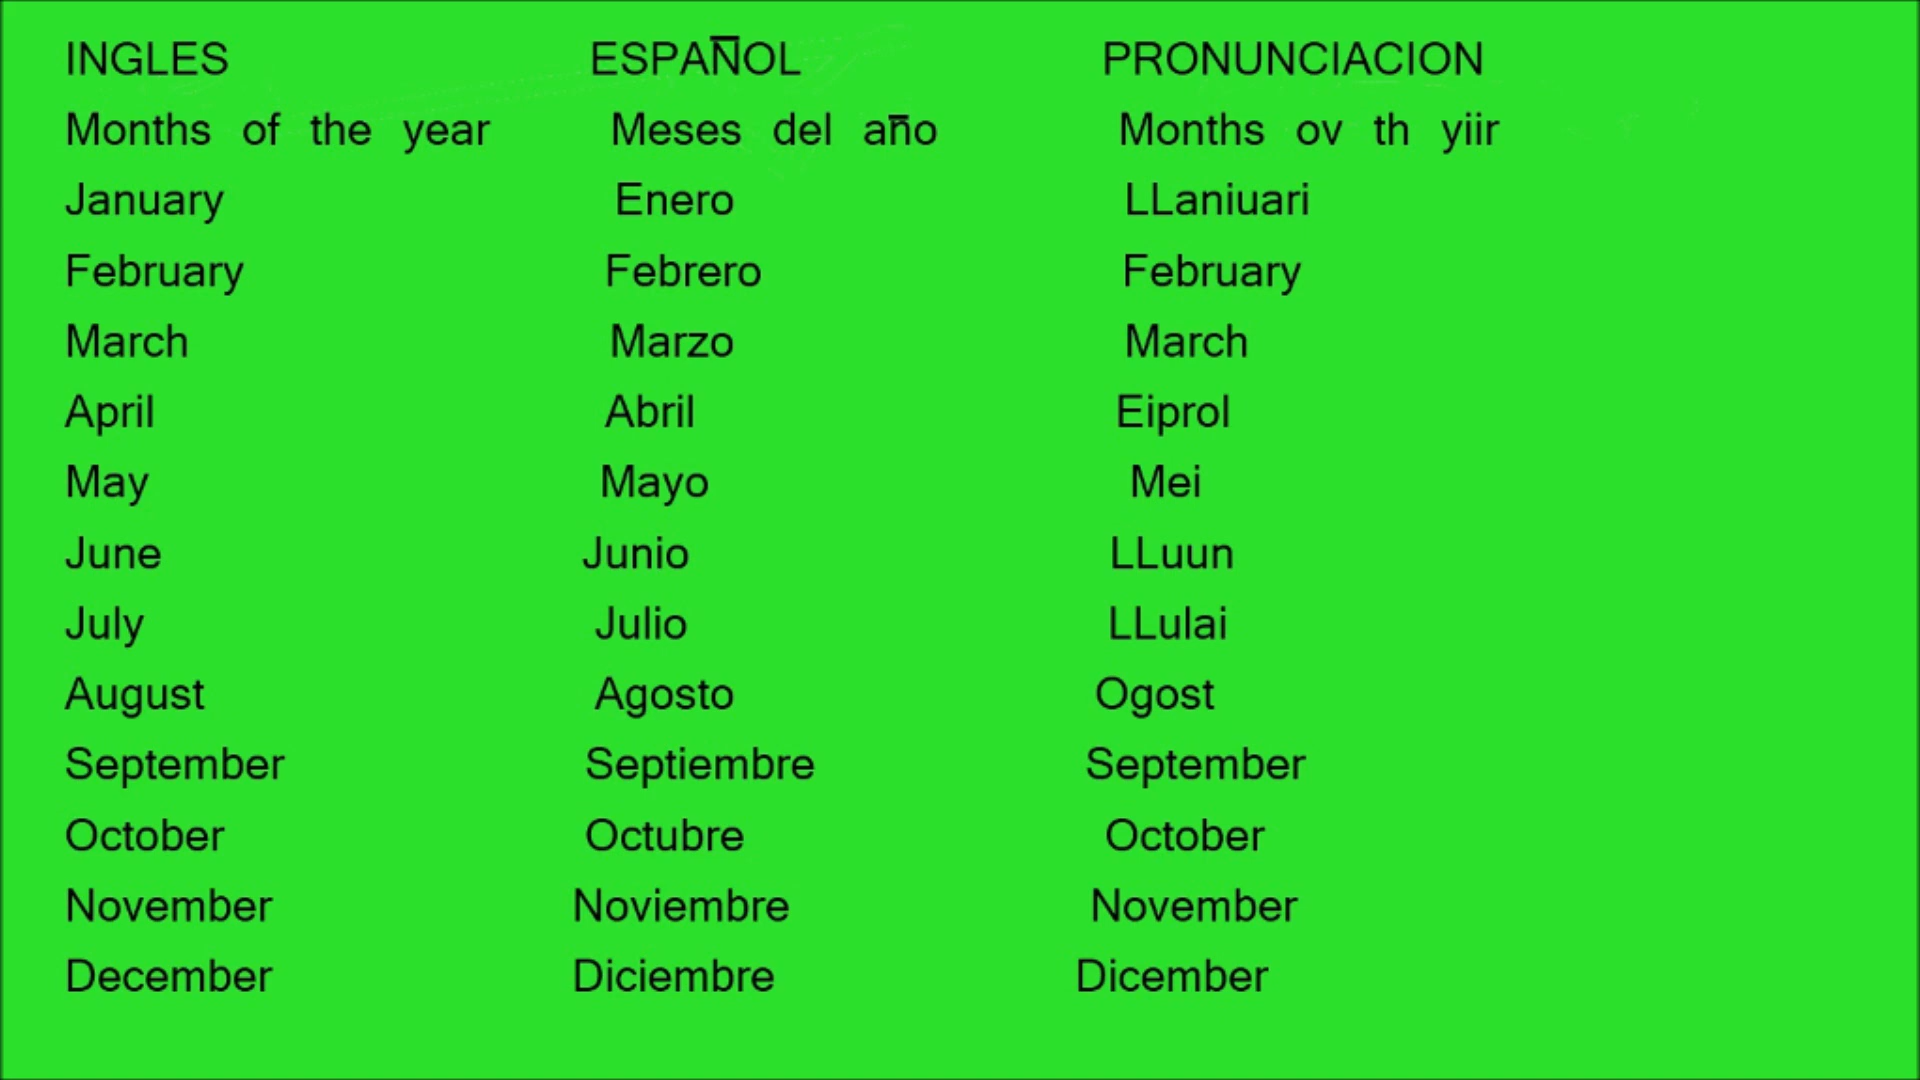 INGLES ESPAÑOL PRONUNCIACION
Months of the year Meses del año Months ov th yiir
January Enero LLaniuari
February Febrero February
March Marzo March
April Abril Eiprol
May Mayo Mei
June Junio LLuun
July Julio LLulai
August Agosto Ogost
September Septiembre September
October Octubre October
November Noviembre November
December Diciembre Dicember